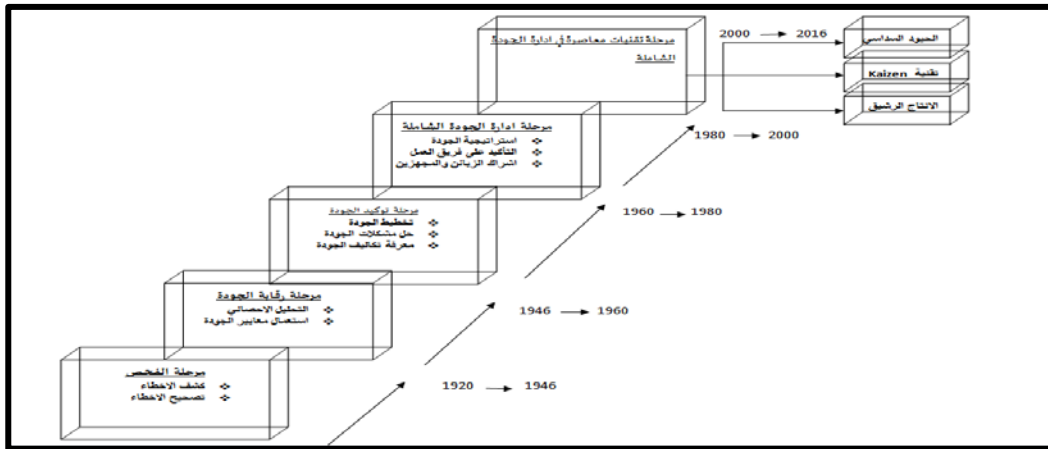 مرحلة تقنيات معاصرة في ادارة الجودة
الشاملة
2000 → 2016
الحيود السداسي
تقنية Kaizen
الانتاج الرشيق
مرحلة ادارة الجودة الشاملة
❖ استراتيجية الجودة
❖ التأكيد على فريق العمل
❖ اشراك الزبائن والمجهزين
1980 → 2000
مرحلة توكيد الجودة
❖ تخطيط الجودة
❖ حل مشكلات الجودة
❖ معرفة تكاليف الجودة
1960 → 1980
مرحلة رقابة الجودة
❖ التحليل الاحصائي
❖ استعمال معايير الجودة
1946 → 1960
مرحلة الفحص
❖ كشف الاخطاء
❖ تصحيح الاخطاء
1920 → 1946